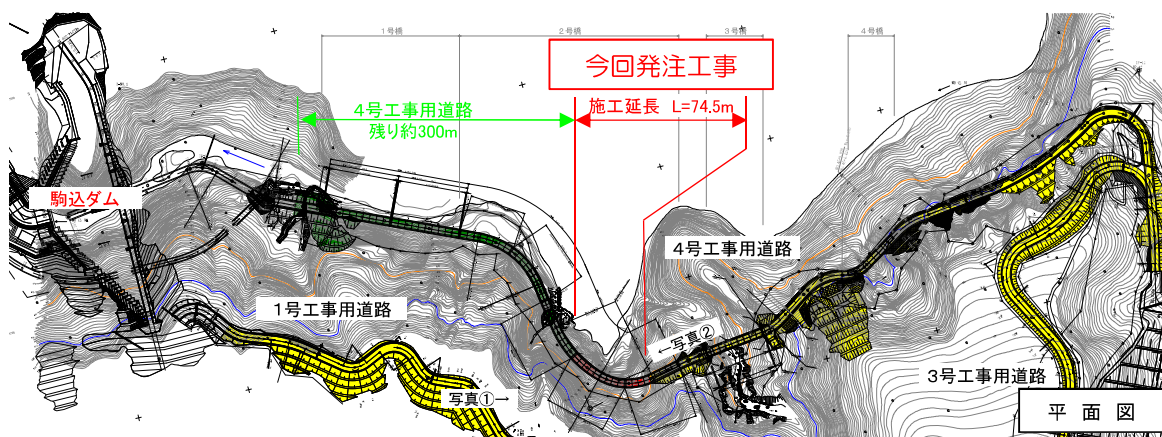 1号橋
2号橋
3号橋
4号橋
今回発注工事
4号工事用道路
残り約300m
施工延長 L=74.5m
駒込ダム
4号工事用道路
1号工事用道路
←写真②
写真①→
3号工事用道路
平面図